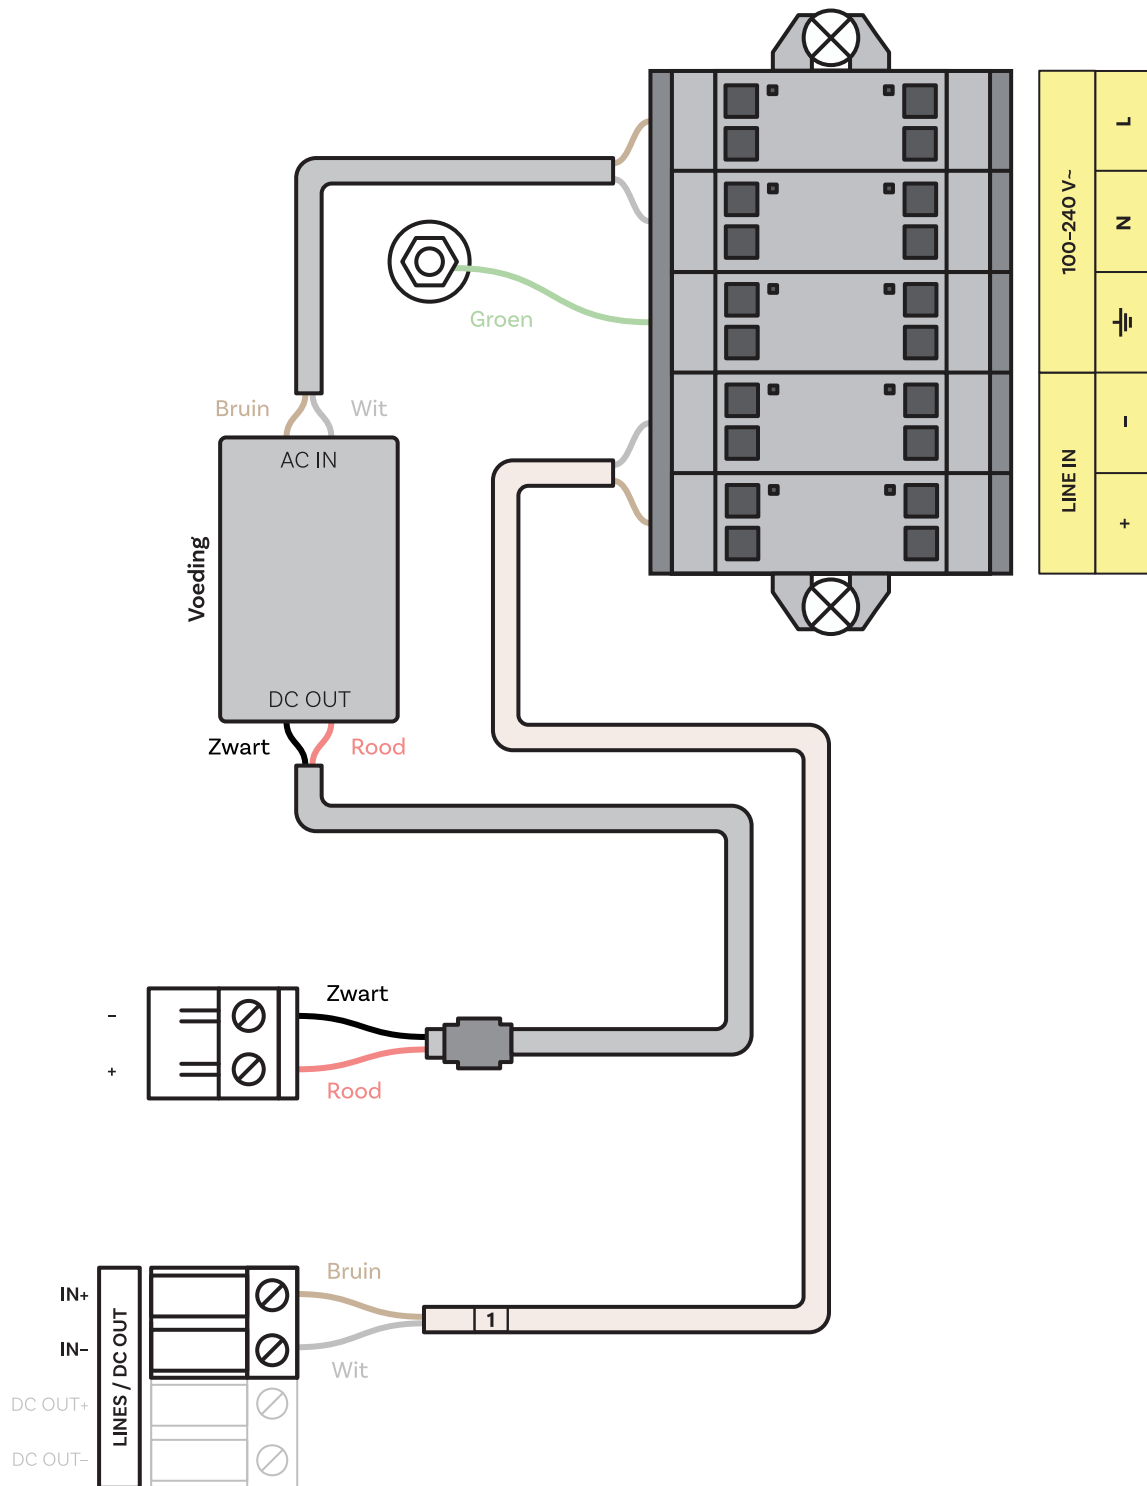 L
N
100-240 V~
-
+
LINE IN
Groen
Bruin
Wit
AC IN
Voeding
DC OUT
Zwart
Rood
-
+
Zwart
Rood
IN+
IN-
DC OUT+
DC OUT-
LINES / DC OUT
Bruin
1
Wit